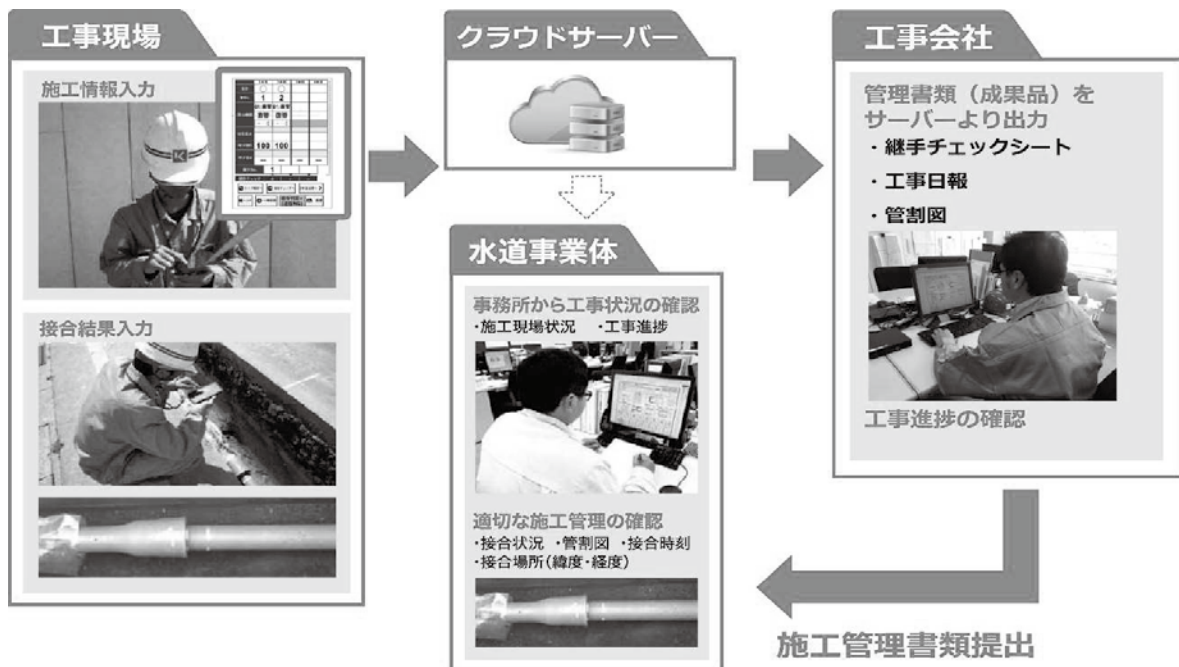 工事現場
施工情報入力
接合結果入力
クラウドサーバー
水道事業体
事務所から工事状況の確認
・施工現場状況 ・工事進捗
適切な施工管理の確認
・接合状況 ・管割図 ・接合時刻
・接合場所(緯度・経度)
工事会社
管理書類（成果品）を
サーバーより出力
・継手チェックシート
・工事日報
・管割図
工事進捗の確認
施工管理書類提出
1 2
100 100
1